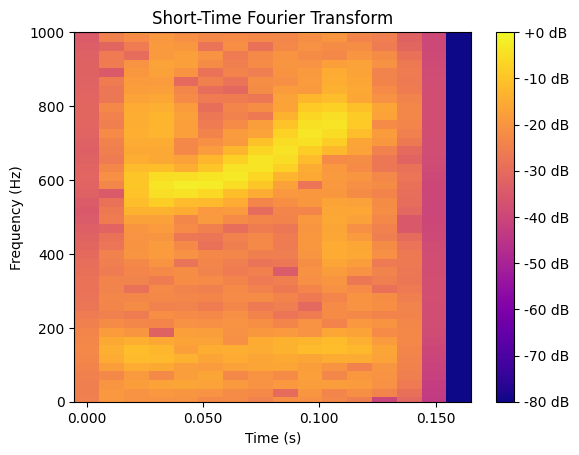 Short-Time Fourier Transform
Frequency (Hz)
1000
800
600
400
200
0
0.000 0.050 0.100 0.150
Time (s)
+0 dB
-10 dB
-20 dB
-30 dB
-40 dB
-50 dB
-60 dB
-70 dB
-80 dB